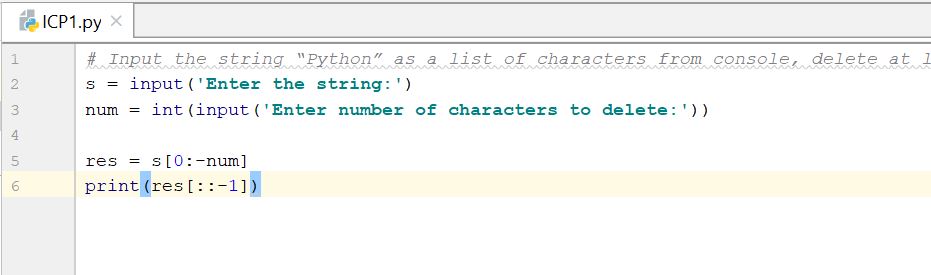 ICP1.py
1 # Input the string “Python” as a list of characters from console, delete at
2 s = input('Enter the string:')
3 num = int(input('Enter number of characters to delete:'))
4
5 res = s[0:-num]
6 print(res[::-1])